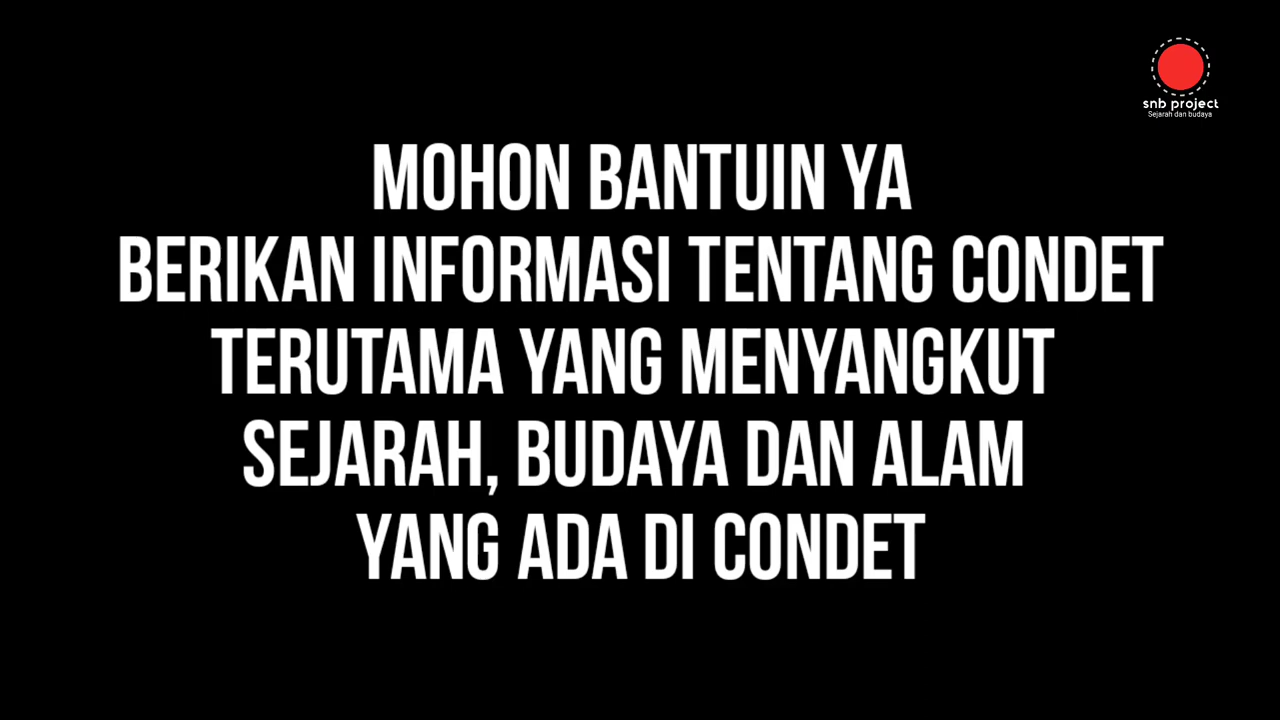 snb project
Sejarah dan budaya
MOHON BANTUIN YA
BERIKAN INFORMASI TENTANG CONDET
TERUTAMA YANG MENYANGKUT
SEJARAH, BUDAYA DAN ALAM
YANG ADA DI CONDET